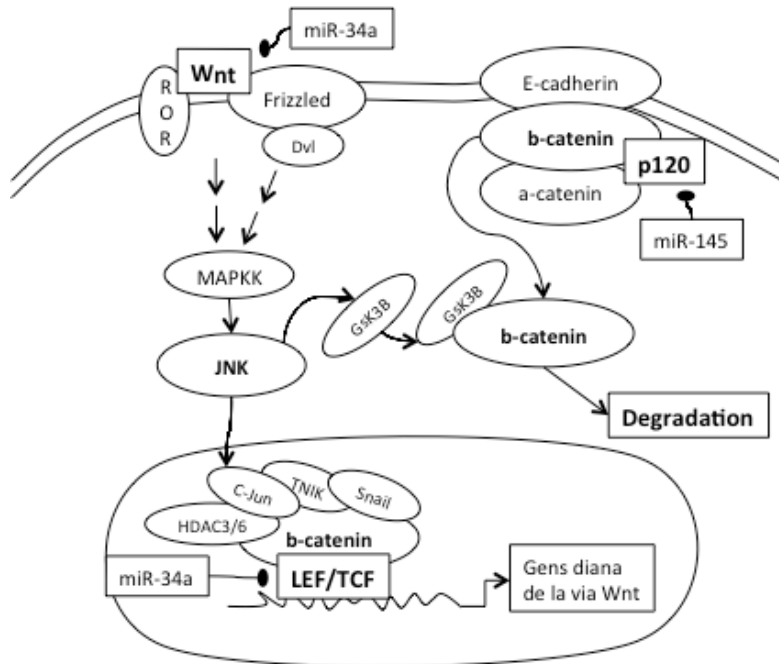 miR-34a
Wnt
R
O
R
Frizzled
Dvl
E-cadherin
b-catenin
p120
a-catenin
miR-145
MAPKK
GsK3B
GsK3B
b-catenin
JNK
Degradation
C-Jun
TNIK
Snail
HDAC3/6
b-catenin
miR-34a
LEF/TCF
Gens diana
de la via Wnt